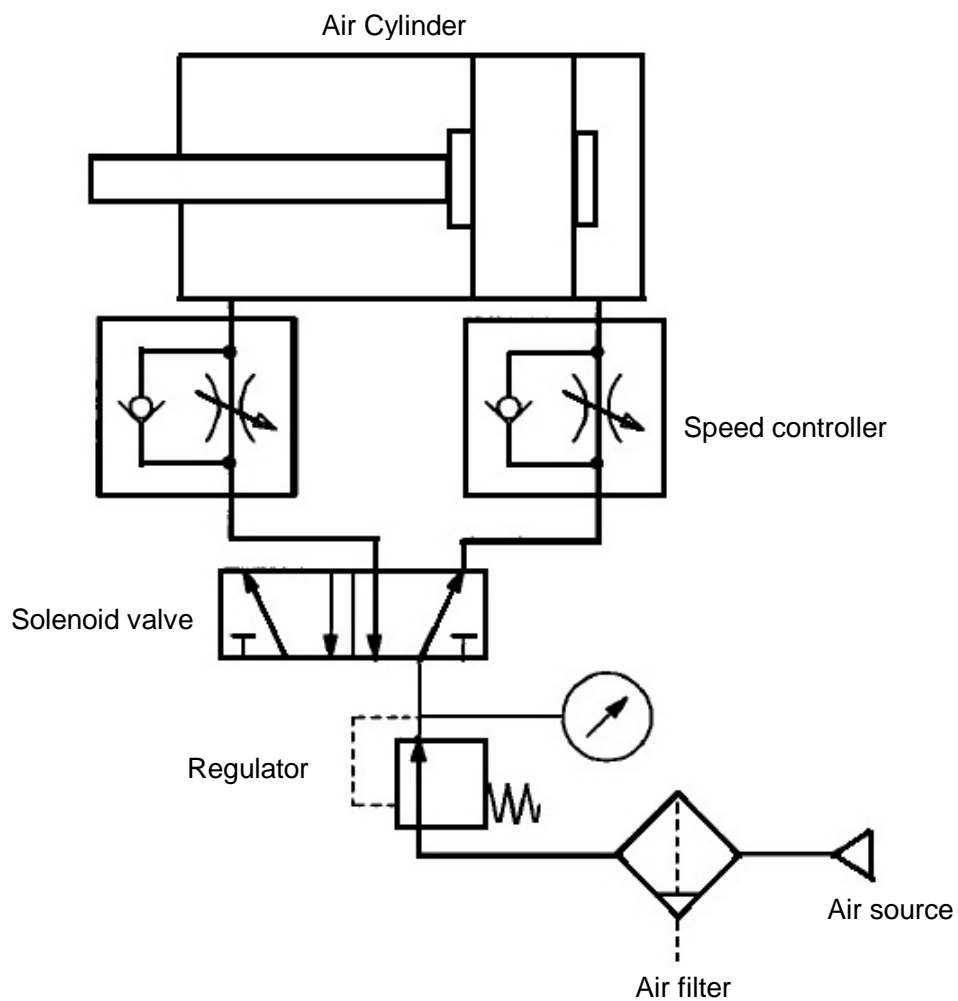 Air Cylinder
Speed controller
Solenoid valve
Regulator
Air source
Air filter